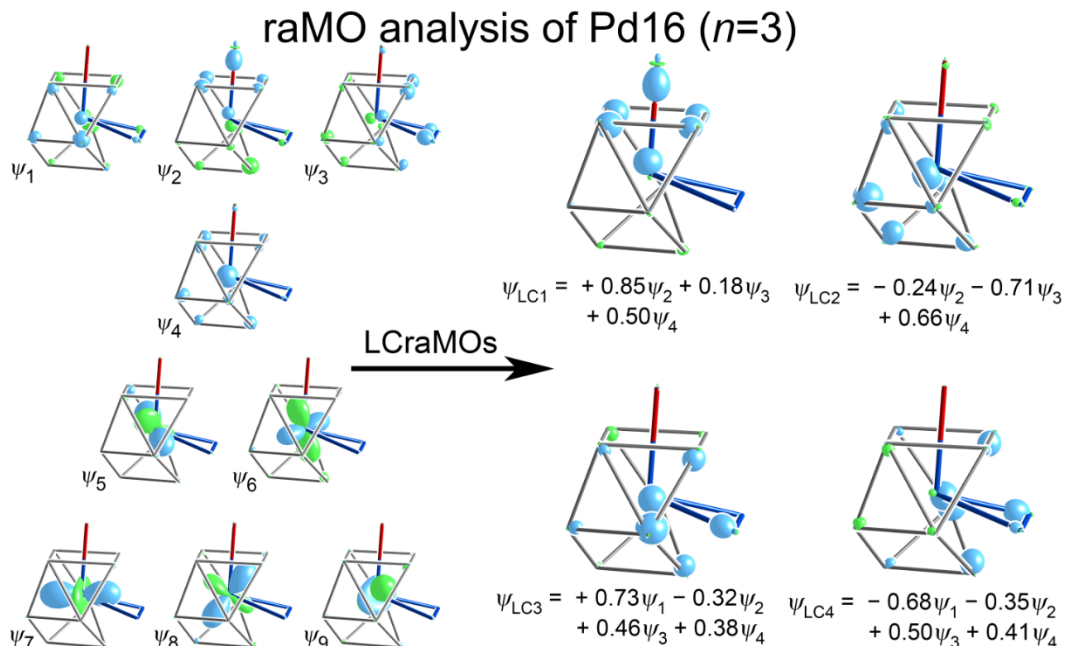 raMO analysis of Pd16 (n=3)
ψ1
ψ2
ψ3
ψ4
ψ5
ψ6
ψ7
ψ8
ψ9
LCraMOs
ψLC1 = + 0.85ψ2 + 0.18ψ3
+ 0.50ψ4
ψLC2 = − 0.24ψ2 − 0.71ψ3
+ 0.66ψ4
ψLC3 = + 0.73ψ1 − 0.32ψ2
+ 0.46ψ3 + 0.38ψ4
ψLC4 = − 0.68ψ1 − 0.35ψ2
+ 0.50ψ3 + 0.41ψ4